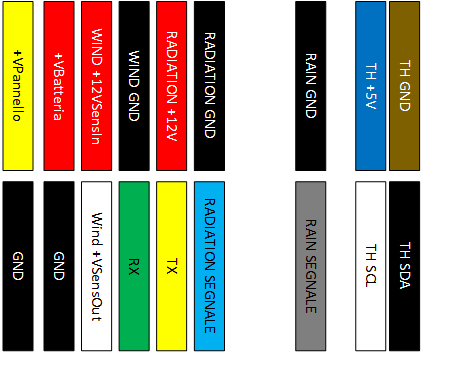 +VPannello
+VBatteria
WIND +12VSensIn
WIND GND
RADIATION +12V
RADIATION GND
RAIN GND
TH +5V
TH GND
GND
GND
Wind +VSensOut
RX
TX
RADIATION SEGNALE
RAIN SEGNALE
TH SCL
TH SDA